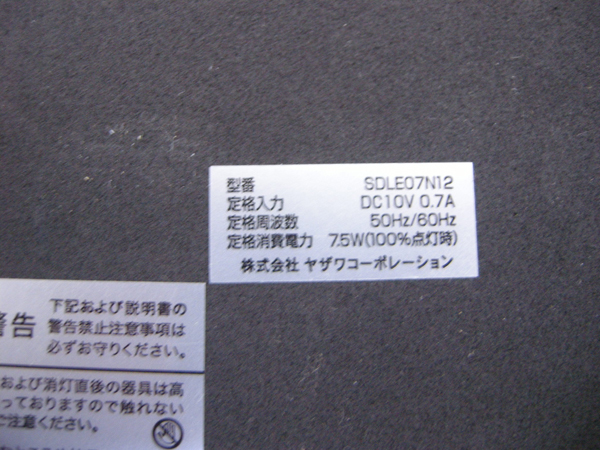 型番 SDLE07N12
定格入力 DC10V 0.7A
定格周波数 50Hz/60Hz
定格消費電力 7.5W(100%点灯時)
株式会社 ヤザワコーポレーション
警告
下記および説明書の
警告禁止注意事項は
必ずお守りください。
および消灯直後の器具は高
っておりますので触れない
ご注意ください。